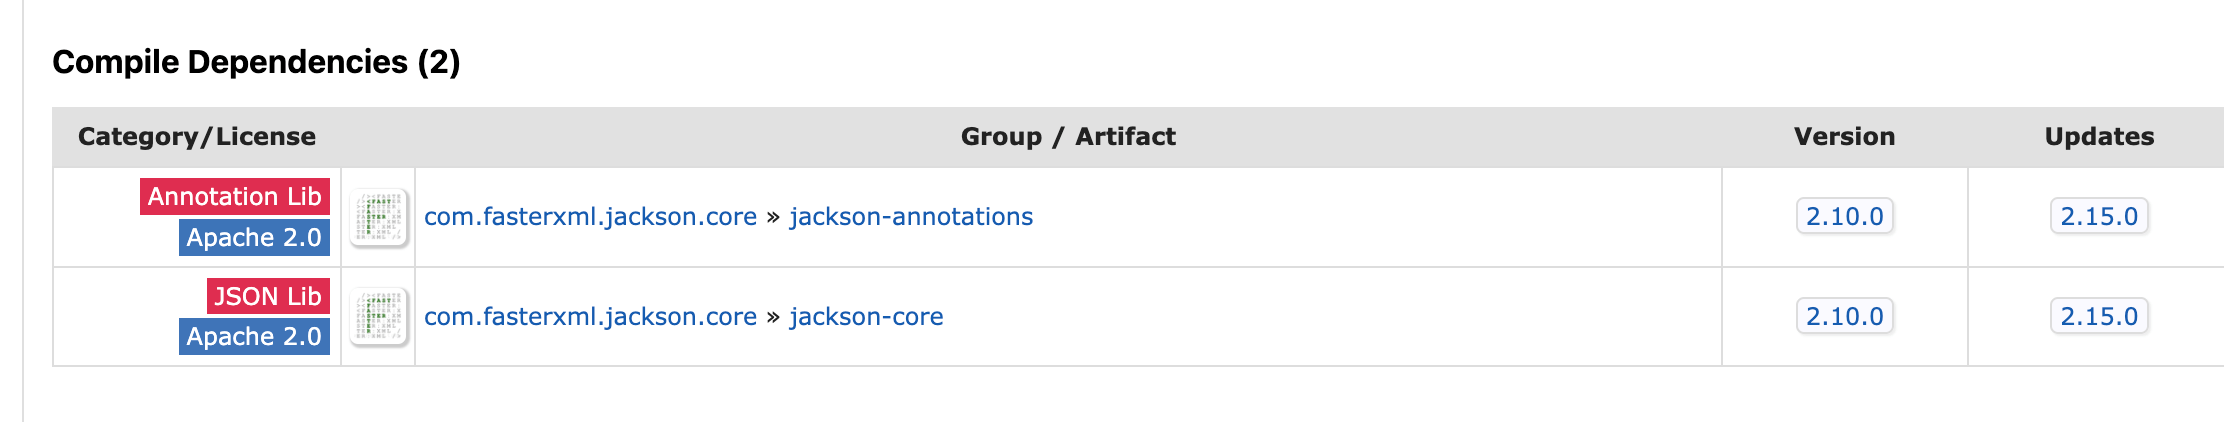 Compile Dependencies (2)
Category/License Group / Artifact Version Updates
Annotation Lib
Apache 2.0
com.fasterxml.jackson.core » jackson-annotations 2.10.0 2.15.0
JSON Lib
Apache 2.0
com.fasterxml.jackson.core » jackson-core 2.10.0 2.15.0